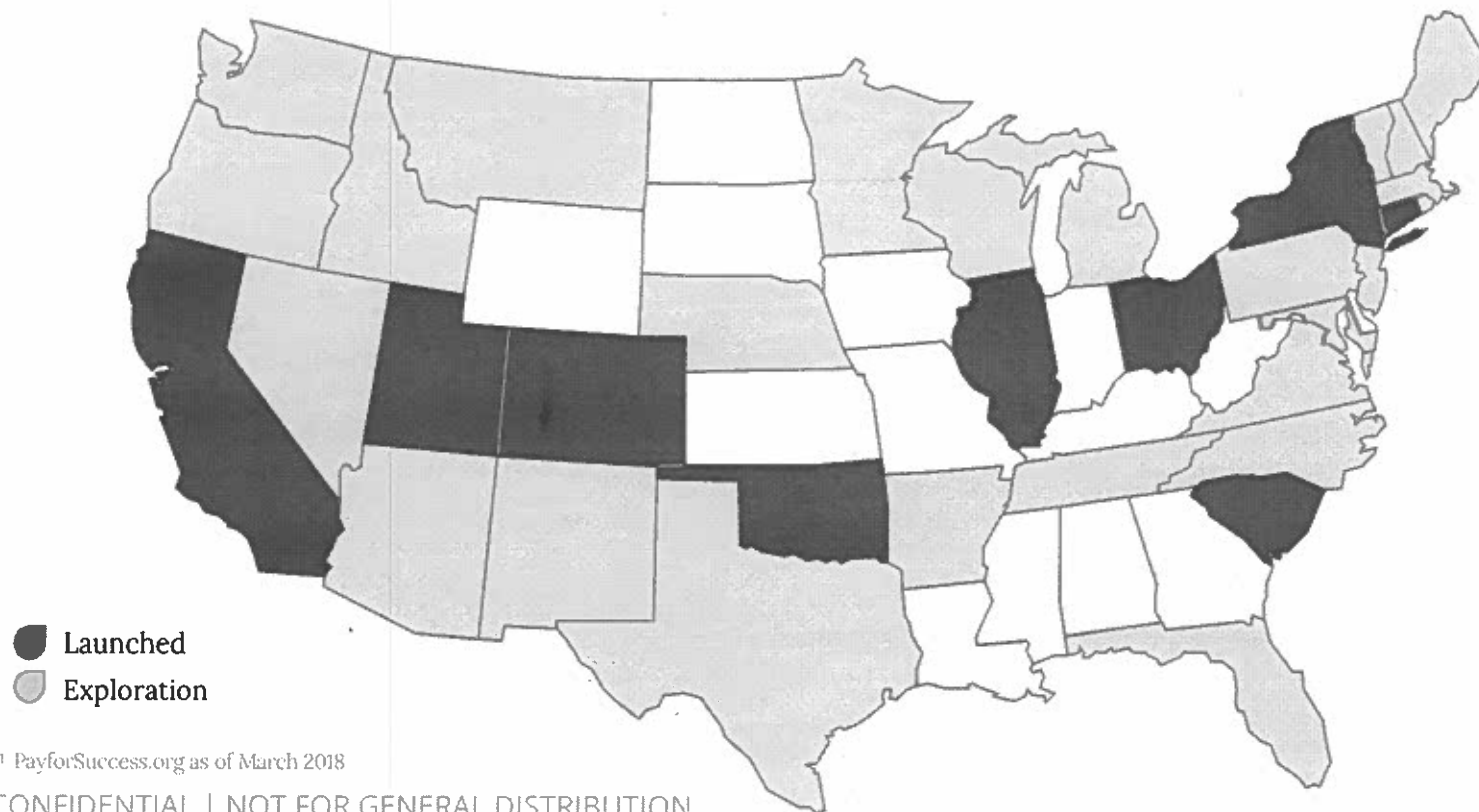 Launched
Exploration
1 PayforSuccess.org as of March 2018
CONFIDENTIAL | NOT FOR GENERAL DISTRIBUTION